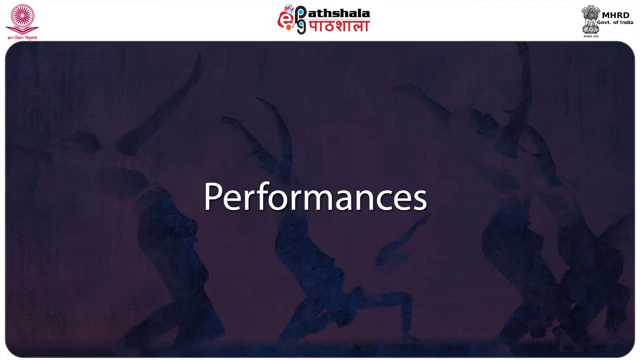 Pathshala
पाठशाला
MHRD
Govt. of India
Performances